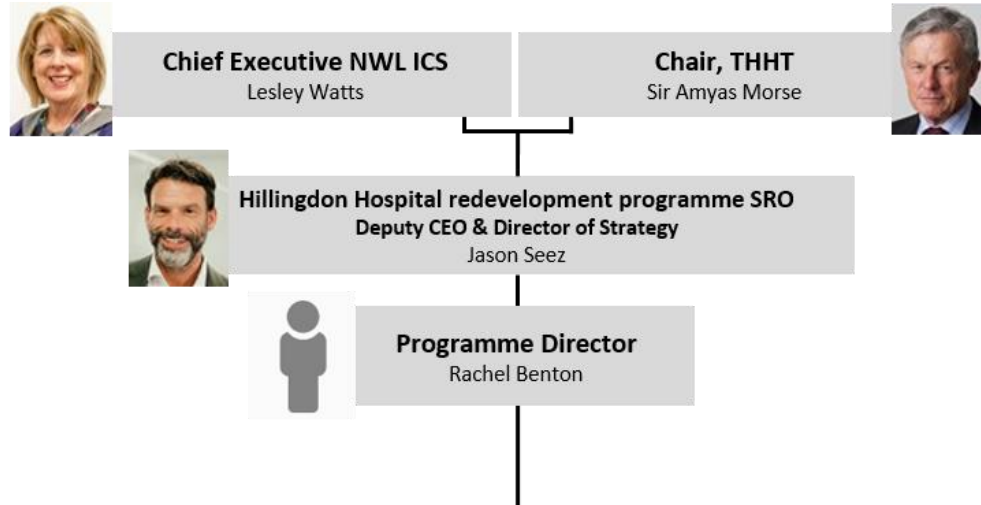 Chief Executive NWL ICS
Lesley Watts
Chair, THHT
Sir Amyas Morse
Hillingdon Hospital redevelopment programme SRO
Deputy CEO & Director of Strategy
Jason Seez
Programme Director
Rachel Benton